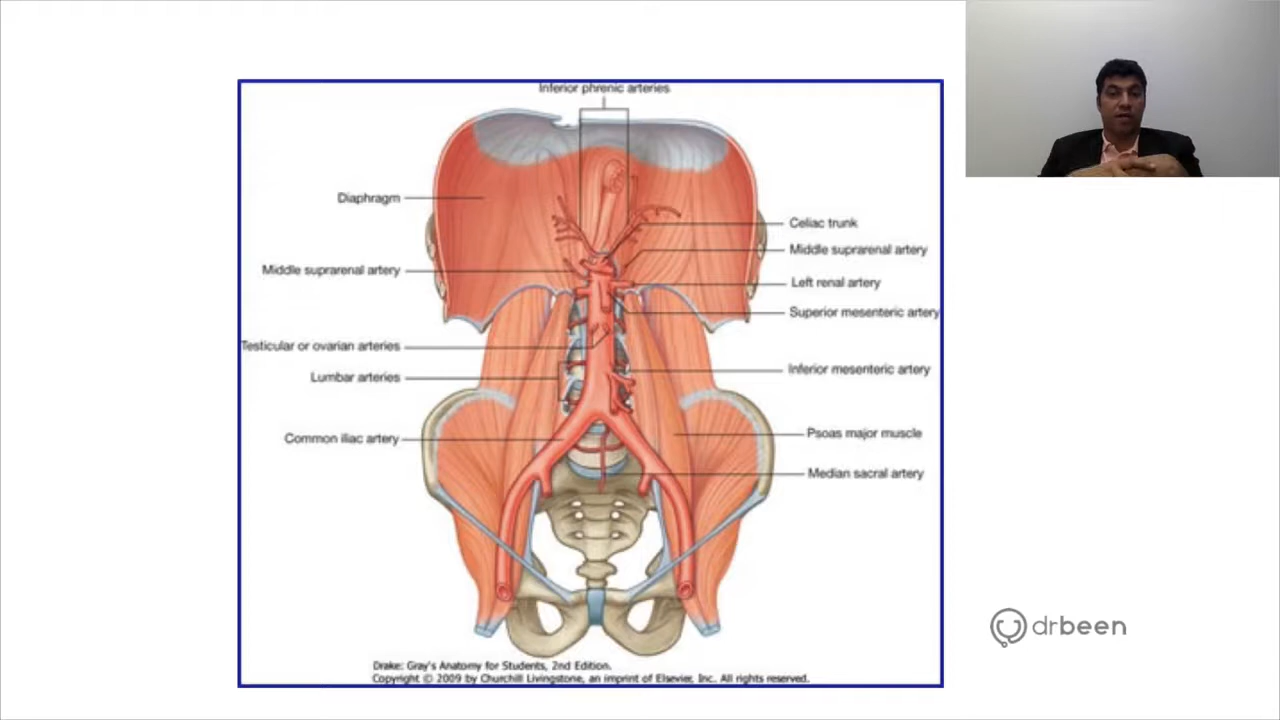 Inferior phrenic arteries
Diaphragm
Celiac trunk
Middle suprarenal artery
Middle suprarenal artery
Left renal artery
Superior mesenteric artery
Testicular or ovarian arteries
Inferior mesenteric artery
Lumbar arteries
Common iliac artery
Psoas major muscle
Median sacral artery
drbeen
Drake: Gray's Anatomy for Students, 2nd Edition.
Copyright © 2009 by Churchill Livingstone, an imprint of Elsevier, Inc. All rights reserved.